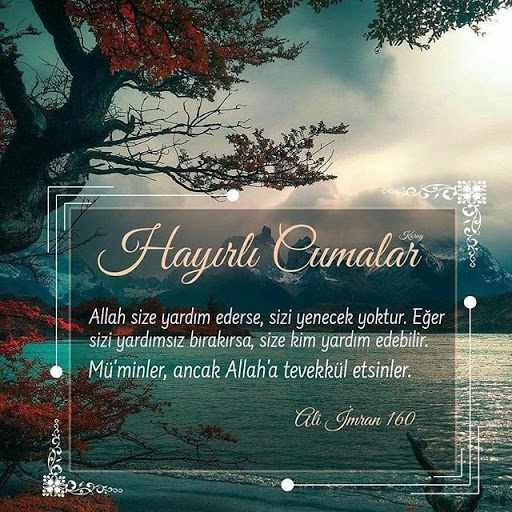 Hayırlı Cumalar
Koray
Allah size yardım ederse, sizi yenecek yoktur. Eğer
sizi yardımsız bırakırsa, size kim yardım edebilir.
Mü'minler, ancak Allah'a tevekkül etsinler.
Ali İmran 160